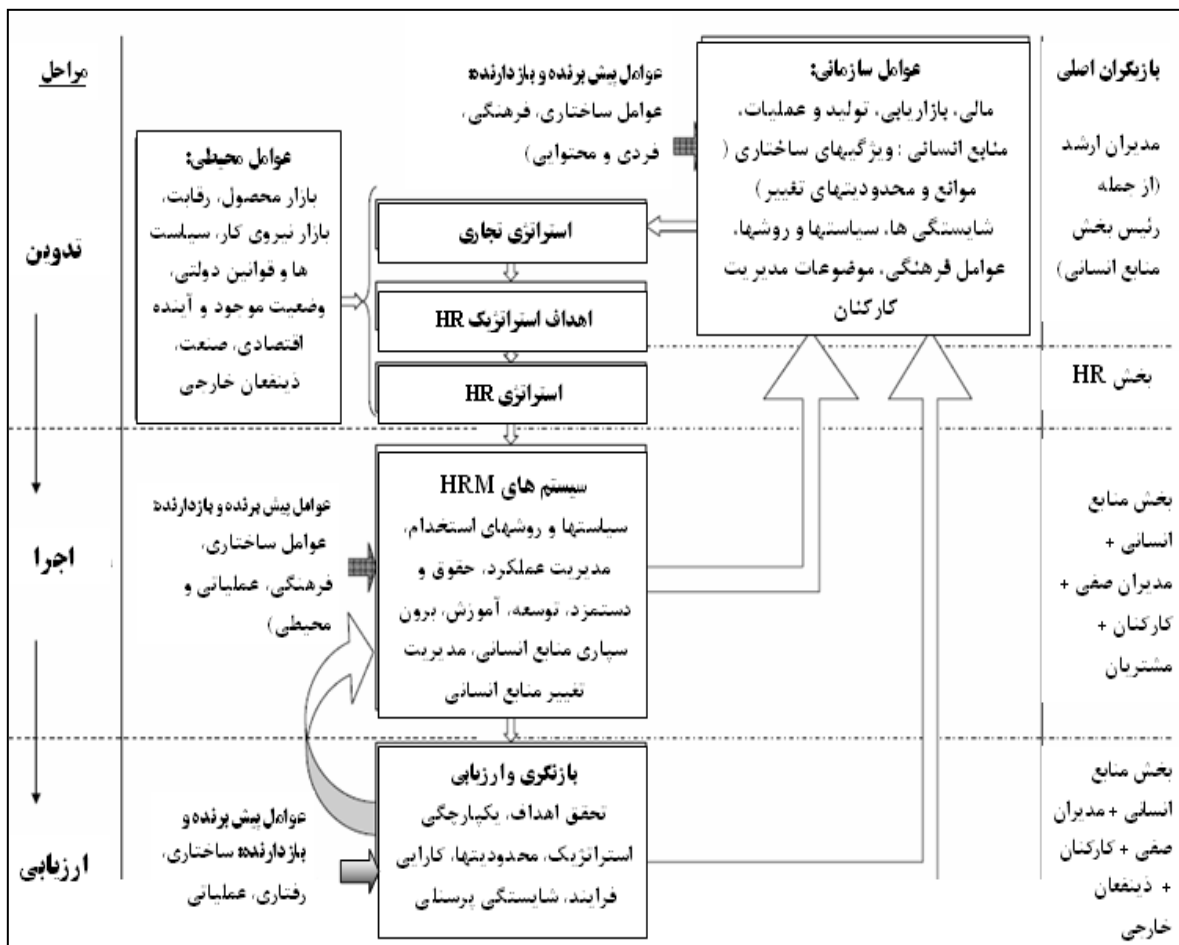 بازیگران اصلی
مدیران ارشد
(از جمله
رئیس بخش
منابع انسانی)
بخش HR
بخش منابع
انسانی +
مدیران صفی +
کارکنان +
مشتریان
بخش منابع
انسانی + مدیران
صفی + کارکنان
+ ذینفعان
خارجی
عوامل سازمانی:
مالی، بازاریابی، تولید و عملیات،
منابع انسانی : ویژگیهای ساختاری (
موانع و محدودیتهای تغییر )
شایستگی ها، سیاستها و روشها،
عوامل فرهنگی، موضوعات مدیریت
کارکنان
عوامل پیش برنده و بازدارنده:
عوامل ساختاری، فرهنگی،
فردی و محتوایی)
استراتژی تجاری
اهداف استراتژیک HR
استراتژی HR
سیستم های HRM
سیاستها و روشهای استخدام،
مدیریت عملکرد، حقوق و
دستمزد، توسعه، آموزش، برون
سپاری منابع انسانی، مدیریت
تغییر منابع انسانی
بازنگری و ارزیابی
تحقق اهداف، یکپارچگی
استراتژیک، محدودیتها، کارایی
فرایند، شایستگی پرسنلی
عوامل محیطی:
بازار محصول، رقابت،
بازار نیروی کار، سیاست
ها و قوانین دولتی،
وضعیت موجود و آینده
اقتصادی، صنعت،
ذینفعان خارجی
عوامل پیش برنده و بازدارنده:
عوامل ساختاری،
فرهنگی، عملیاتی و
محیطی)
عوامل پیش برنده و
بازدارنده: ساختاری،
رفتاری، عملیاتی
مراحل
تدوین
اجرا
ارزیابی